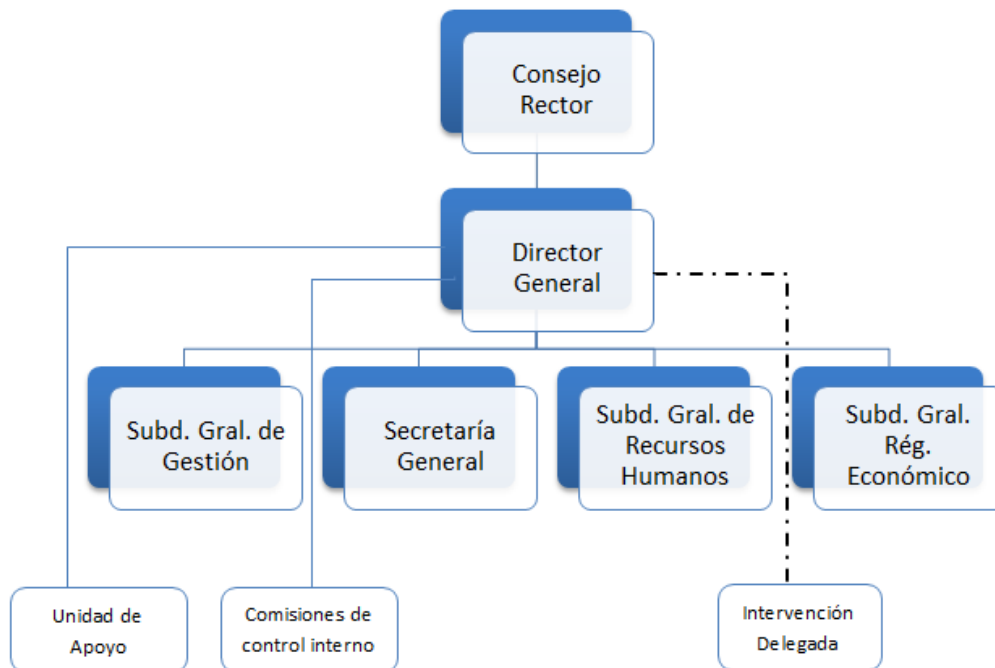 Consejo
Rector
Director
General
Subd. Gral. de
Gestión
Secretaría
General
Subd. Gral. de
Recursos
Humanos
Subd. Gral.
Rég.
Económico
Unidad de
Apoyo
Comisiones de
control interno
Intervención
Delegada